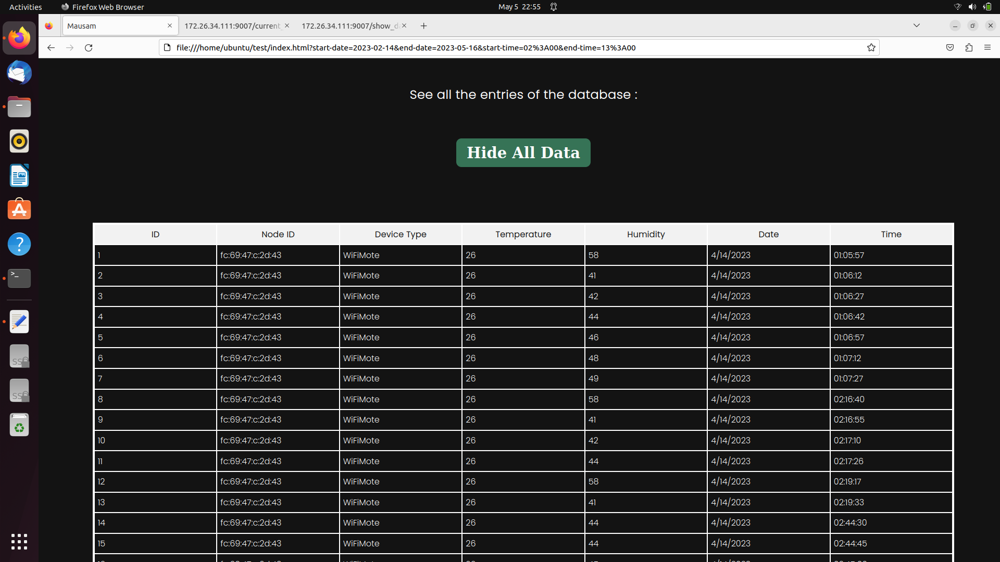 Activities Firefox Web Browser May 5 22:55
Mausam 172.26.34.111:9007/current_ 172.26.34.111:9007/show_d
file:///home/ubuntu/test/index.html?start-date=2023-02-14&end-date=2023-05-16&start-time=02%3A00&end-time=13%3A00
See all the entries of the database :
Hide All Data
ID Node ID Device Type Temperature Humidity Date Time
1 fc:69:47:c:2d:43 WiFiMote 26 58 4/14/2023 01:05:57
2 fc:69:47:c:2d:43 WiFiMote 26 41 4/14/2023 01:06:12
3 fc:69:47:c:2d:43 WiFiMote 26 42 4/14/2023 01:06:27
4 fc:69:47:c:2d:43 WiFiMote 26 44 4/14/2023 01:06:42
5 fc:69:47:c:2d:43 WiFiMote 26 46 4/14/2023 01:06:57
6 fc:69:47:c:2d:43 WiFiMote 26 48 4/14/2023 01:07:12
7 fc:69:47:c:2d:43 WiFiMote 26 49 4/14/2023 01:07:27
8 fc:69:47:c:2d:43 WiFiMote 26 58 4/14/2023 02:16:40
9 fc:69:47:c:2d:43 WiFiMote 26 41 4/14/2023 02:16:55
10 fc:69:47:c:2d:43 WiFiMote 26 42 4/14/2023 02:17:10
11 fc:69:47:c:2d:43 WiFiMote 26 44 4/14/2023 02:17:26
12 fc:69:47:c:2d:43 WiFiMote 26 58 4/14/2023 02:19:17
13 fc:69:47:c:2d:43 WiFiMote 26 41 4/14/2023 02:19:33
14 fc:69:47:c:2d:43 WiFiMote 26 44 4/14/2023 02:44:30
15 fc:69:47:c:2d:43 WiFiMote 26 44 4/14/2023 02:44:45